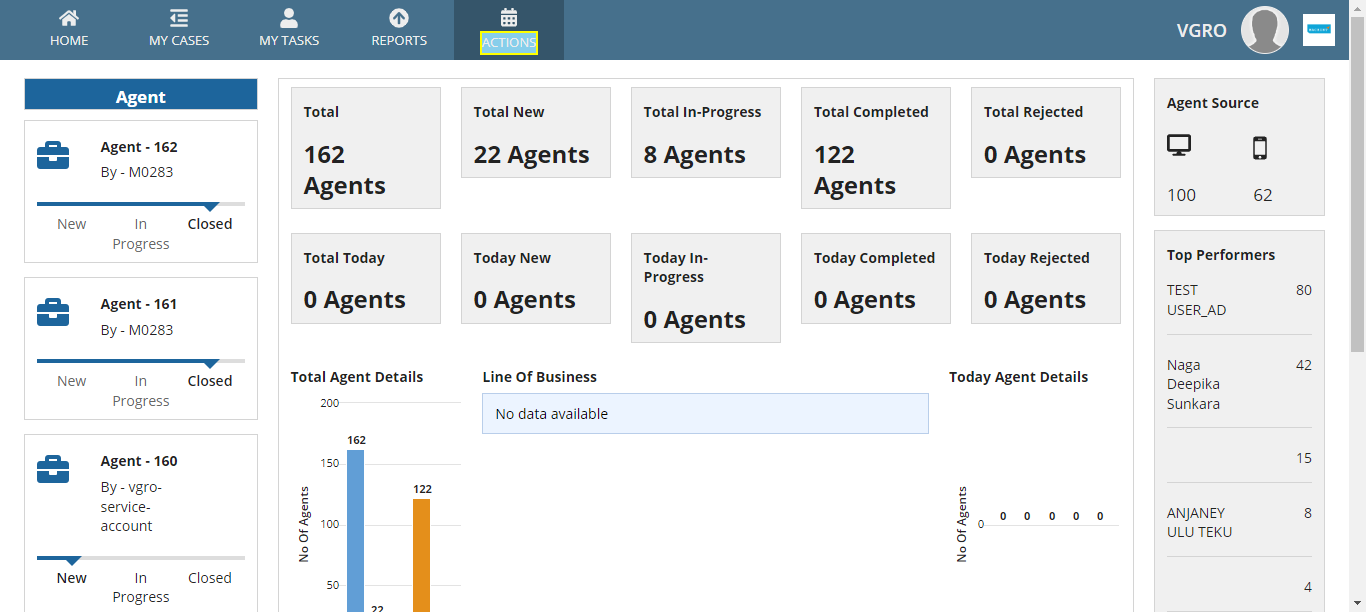 HOME
MY CASES
MY TASKS
REPORTS
ACTIONS
VGRO
Agent
Agent - 162
By - M0283
New
In
Progress
Closed
Agent - 161
By - M0283
New
In
Progress
Closed
Agent - 160
By - vgro-
service-
account
New
In
Progress
Closed
Total
162
Agents
Total New
22 Agents
Total In-Progress
8 Agents
Total Completed
122
Agents
Total Rejected
0 Agents
Total Today
0 Agents
Today New
0 Agents
Today In-
Progress
0 Agents
Today Completed
0 Agents
Today Rejected
0 Agents
Total Agent Details
No Of Agents
200
150
100
50
162
22
122
Line Of Business
No data available
Today Agent Details
No Of Agents
0
0 0 0 0 0
Agent Source
100
62
Top Performers
TEST 80
USER_AD
Naga 42
Deepika
Sunkara
15
ANJANEY 8
ULU TEKU
4